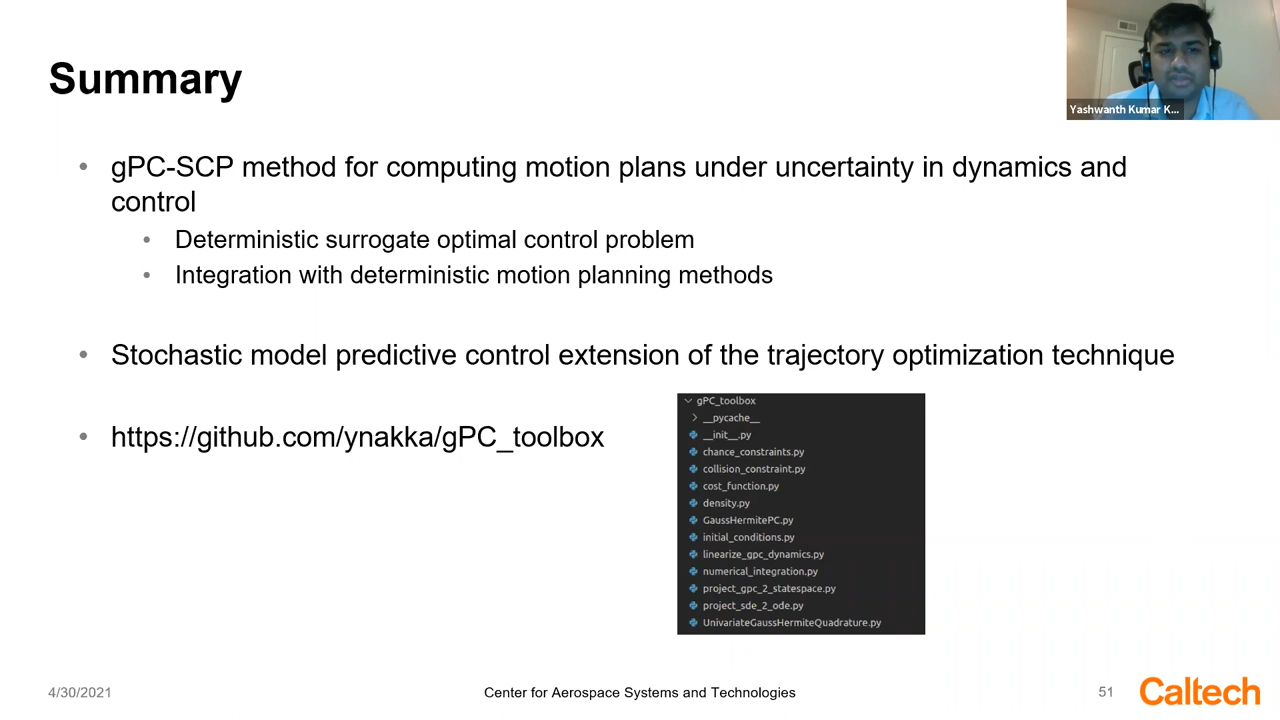 Summary
Yashwanth Kumar K...
• gPC-SCP method for computing motion plans under uncertainty in dynamics and
control
• Deterministic surrogate optimal control problem
• Integration with deterministic motion planning methods
• Stochastic model predictive control extension of the trajectory optimization technique
• https://github.com/ynakka/gPC_toolbox
gPC_toolbox
__pycache__
__init__.py
chance_constraints.py
collision_constraint.py
cost_function.py
density.py
GaussHermitePC.py
initial_conditions.py
linearize_gpc_dynamics.py
numerical_integration.py
project_gpc_2_statespace.py
project_sde_2_ode.py
UnivariateGaussHermiteQuadrature.py
4/30/2021
Center for Aerospace Systems and Technologies
51
Caltech